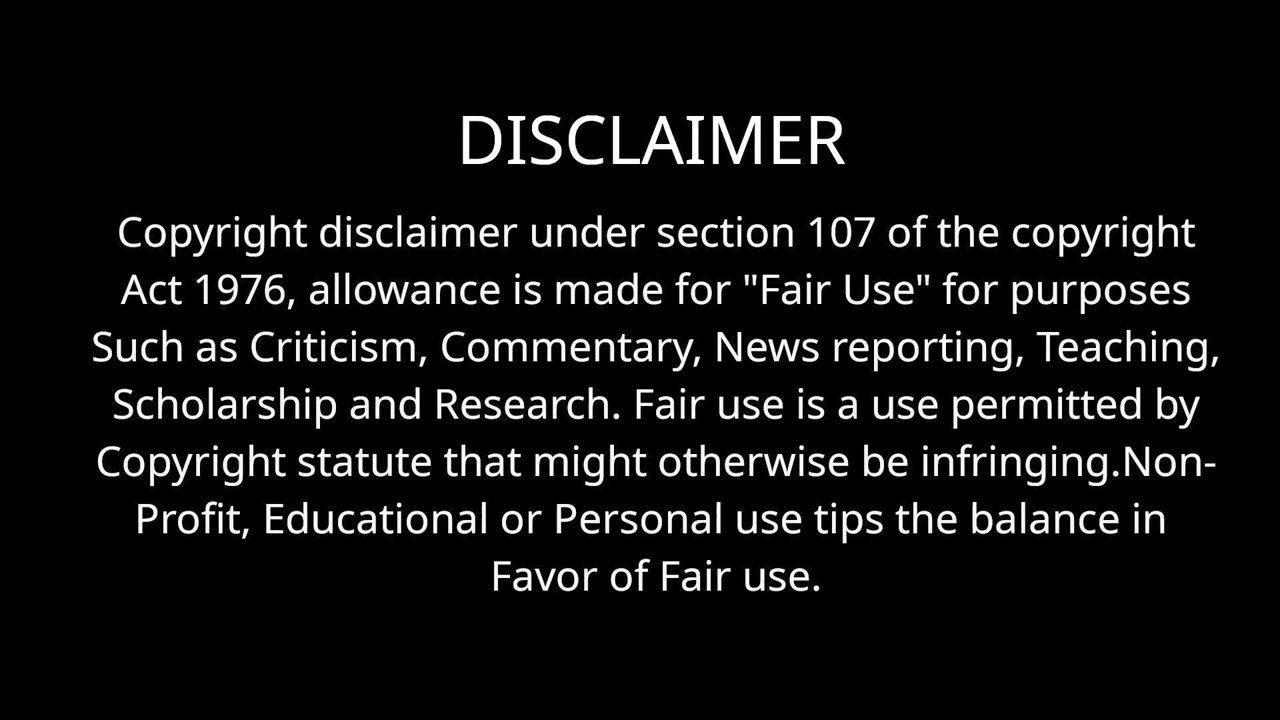 DISCLAIMER
Copyright disclaimer under section 107 of the copyright
Act 1976, allowance is made for "Fair Use" for purposes
Such as Criticism, Commentary, News reporting, Teaching,
Scholarship and Research. Fair use is a use permitted by
Copyright statute that might otherwise be infringing.Non-
Profit, Educational or Personal use tips the balance in
Favor of Fair use.